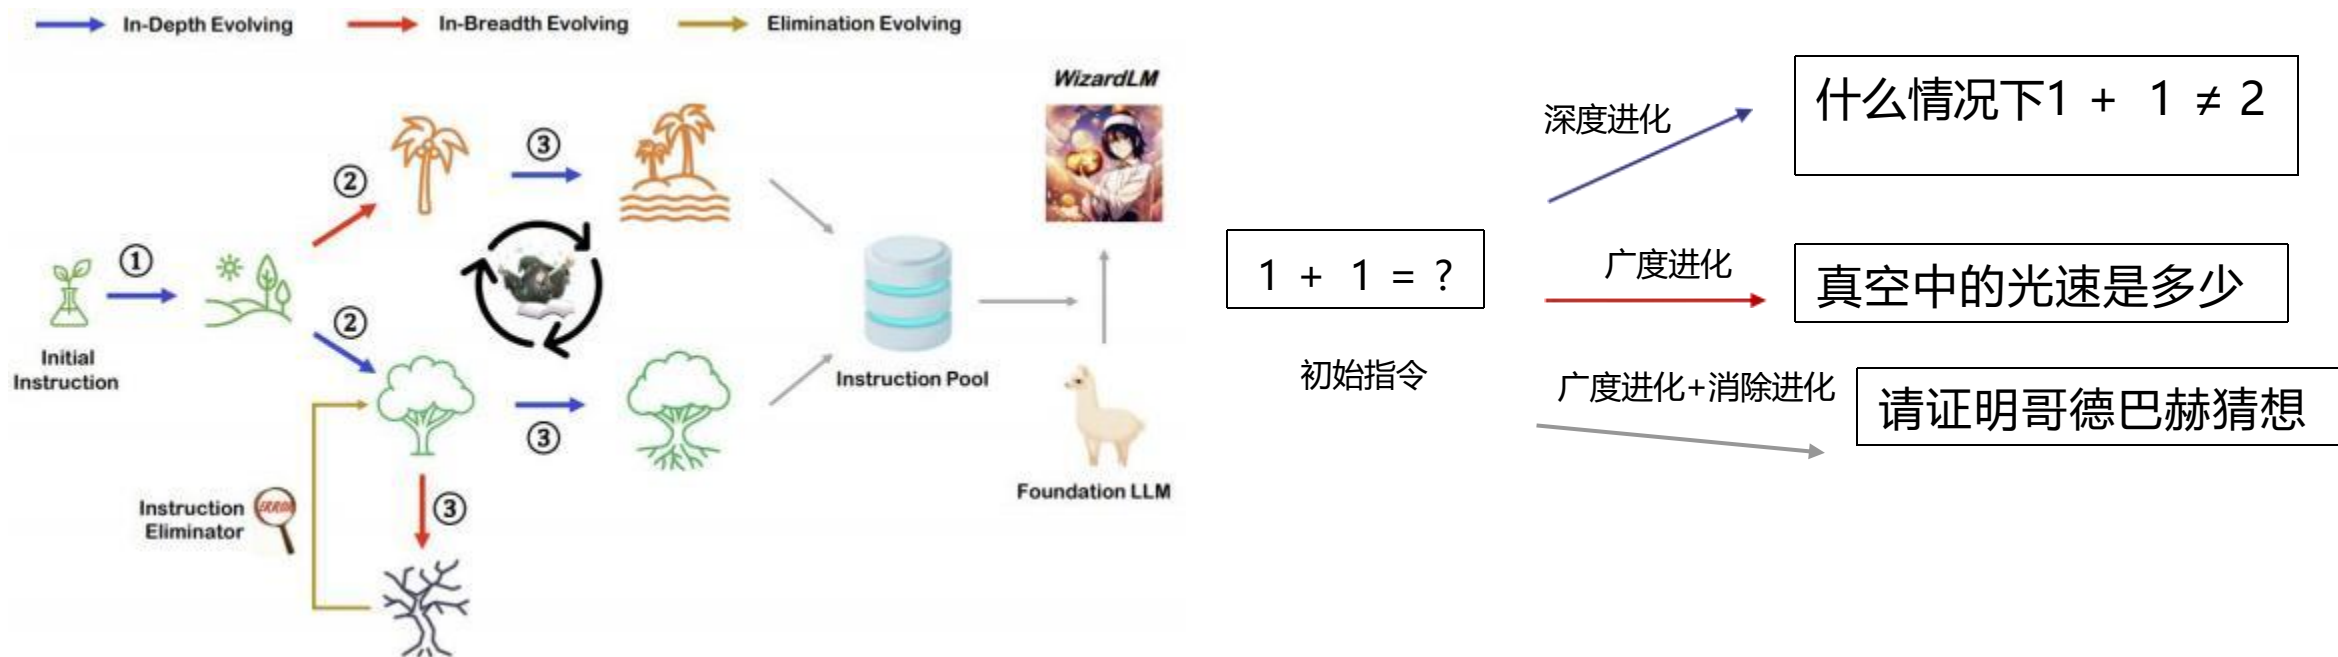 In-Depth Evolving
In-Breadth Evolving
Elimination Evolving
WizardLM
③
②
①
②
Initial
Instruction
③
③
Instruction
Eliminator
ERROR
Instruction Pool
Foundation LLM
深度进化
什么情况下1 + 1 ≠ 2
1 + 1 = ?
初始指令
广度进化
真空中的光速是多少
广度进化+消除进化
请证明哥德巴赫猜想